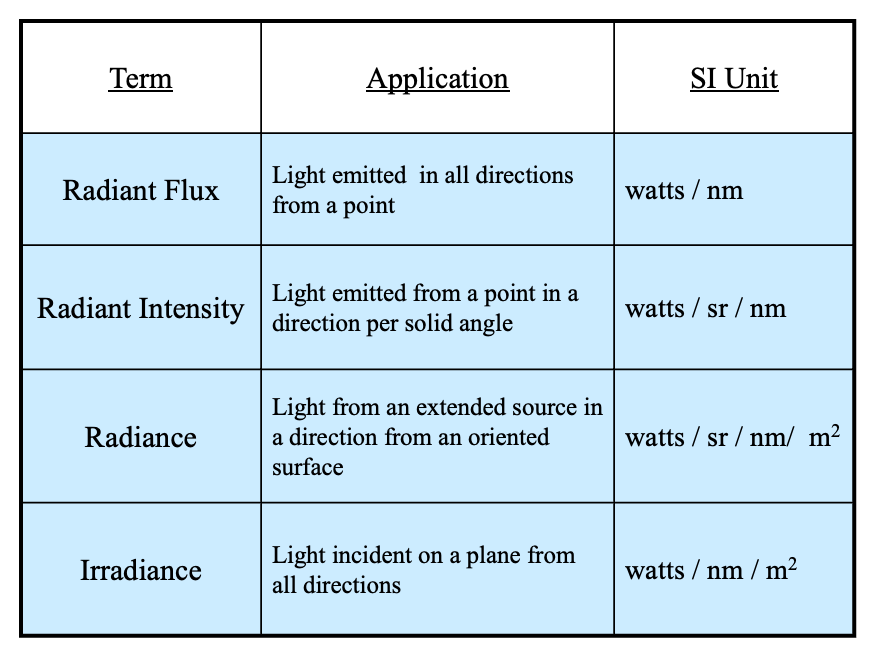 Term Application SI Unit
Radiant Flux
Light emitted  in all directions
from a point
watts / nm
Radiant Intensity
Light emitted from a point in a
direction per solid angle
watts / sr / nm
Radiance
Light from an extended source in
a direction from an oriented
surface
watts / sr / nm/  m²
Irradiance
Light incident on a plane from
all directions
watts / nm / m²